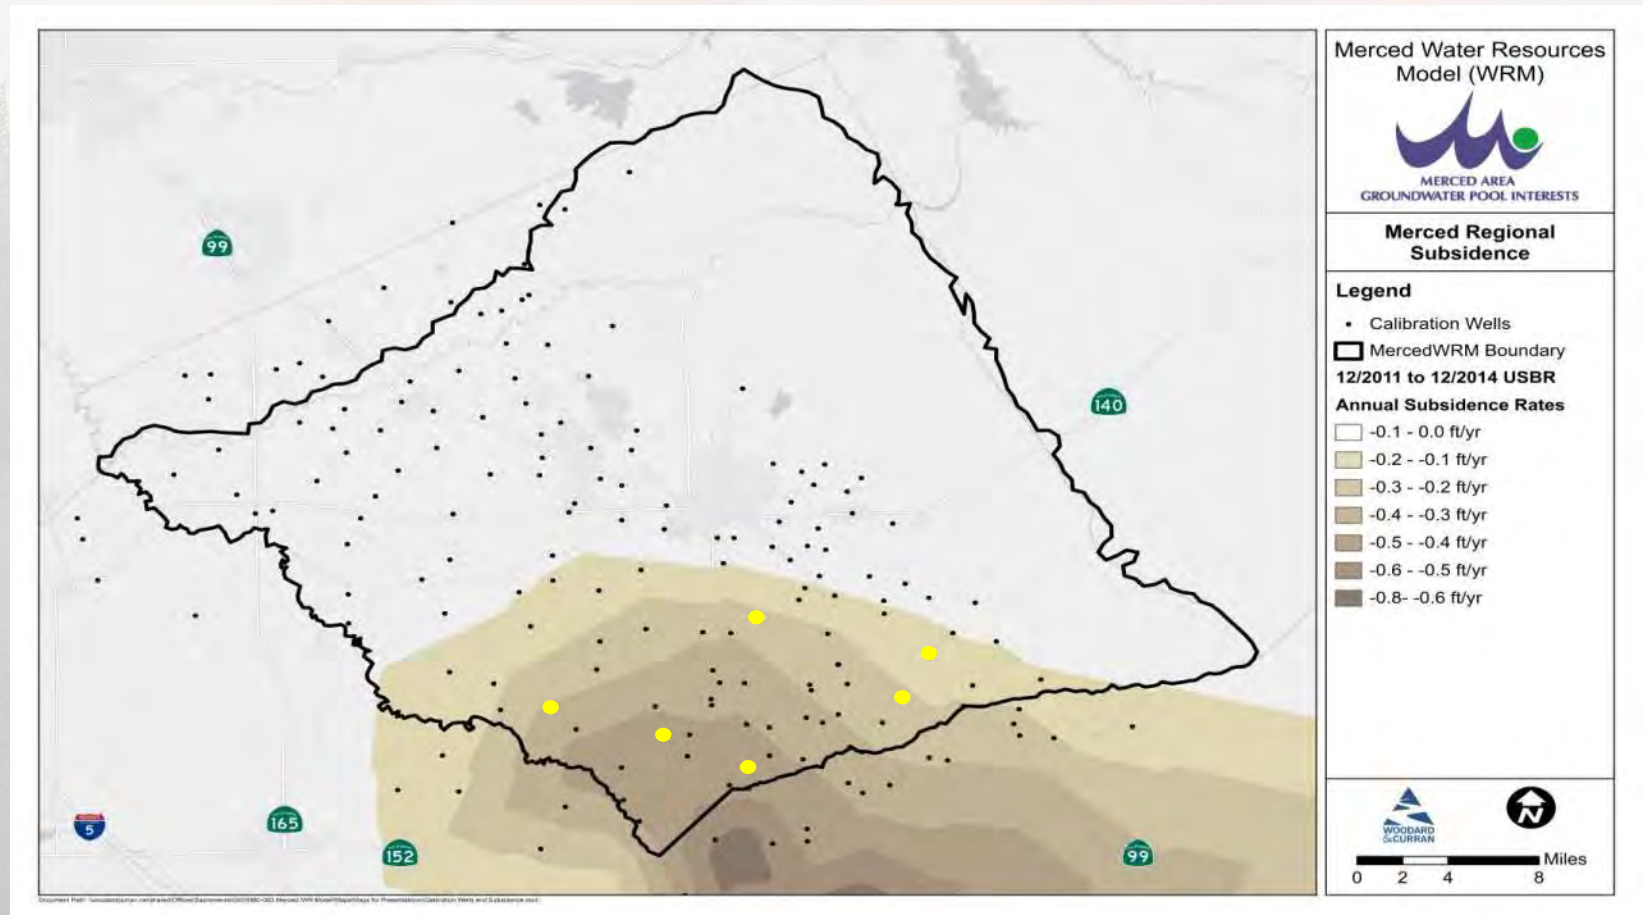 Merced Water Resources
Model (WRM)
MERCED AREA
GROUNDWATER POOL INTERESTS
Merced Regional
Subsidence
Legend
Calibration Wells
MercedWRM Boundary
12/2011 to 12/2014 USBR
Annual Subsidence Rates
-0.1 - 0.0 ft/yr
-0.2 - -0.1 ft/yr
-0.3 - -0.2 ft/yr
-0.4 - -0.3 ft/yr
-0.5 - -0.4 ft/yr
-0.6 - -0.5 ft/yr
-0.8- -0.6 ft/yr
99
140
5
165
152
99
WOODARD
&CURRAN
N
Miles
0 2 4 8